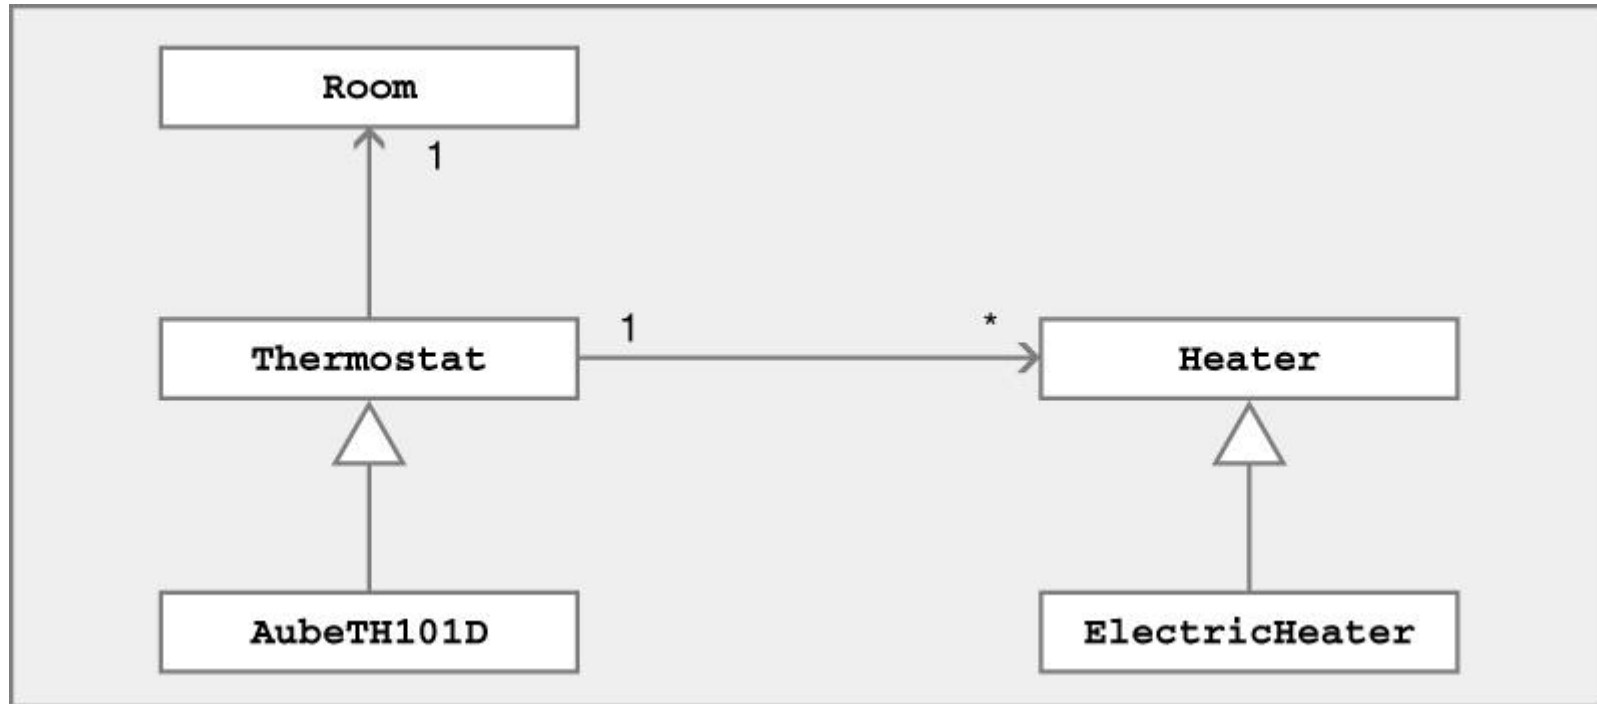 Room
1
Thermostat
1
*
Heater
AubeTH101D
ElectricHeater